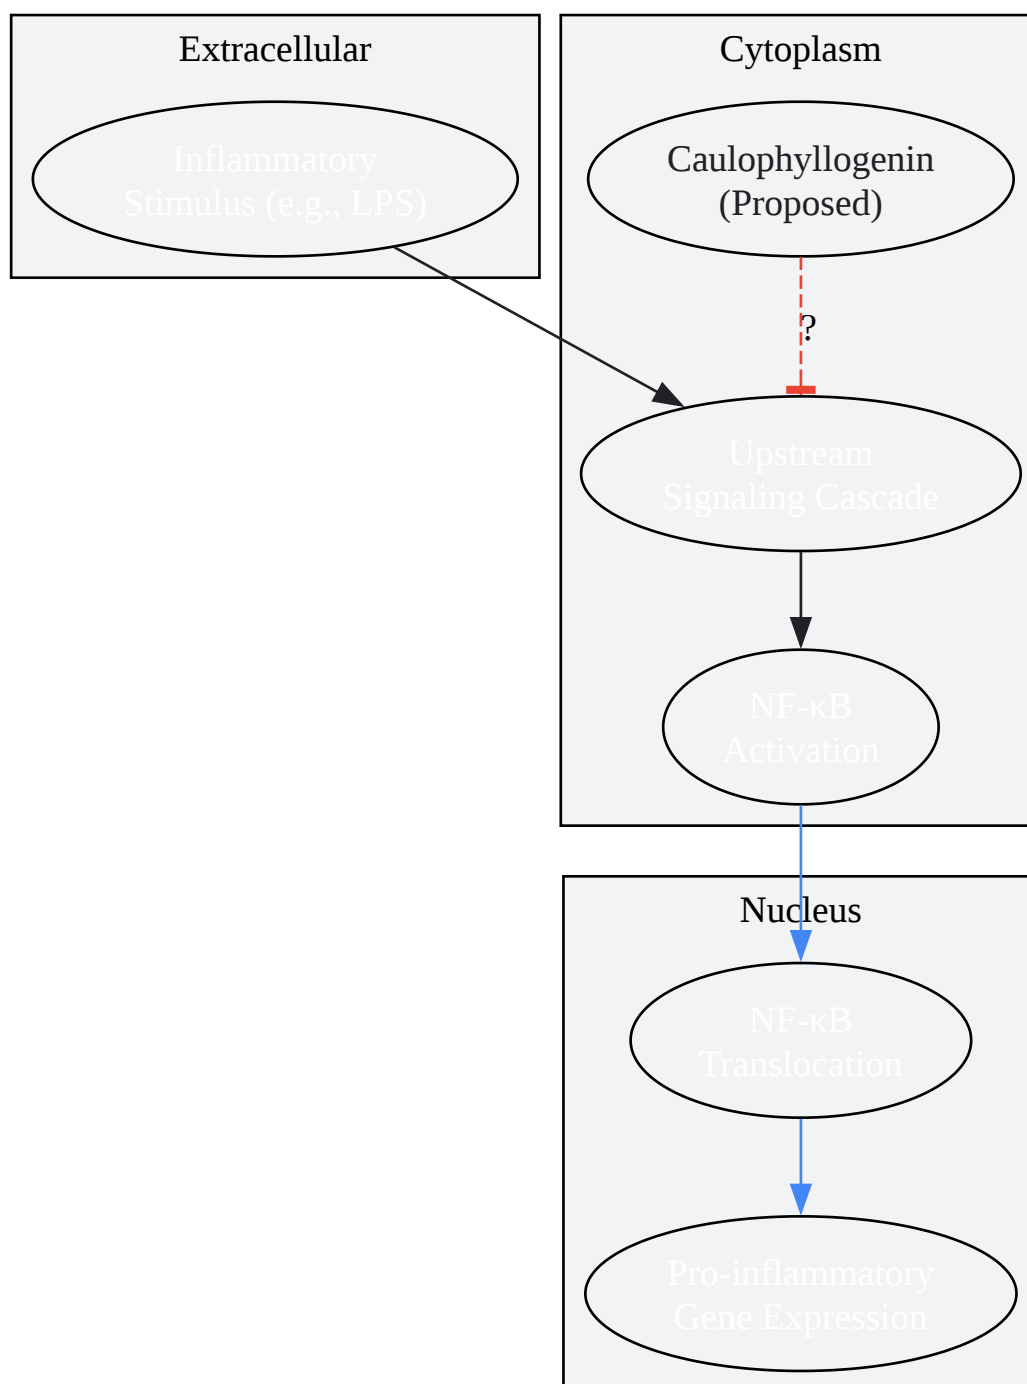 Extracellular
Inflammatory
Stimulus (e.g., LPS)
Cytoplasm
Caulophyllogenin
(Proposed)
?
Upstream
Signaling Cascade
NF-κB
Activation
Nucleus
NF-κB
Translocation
Pro-inflammatory
Gene Expression